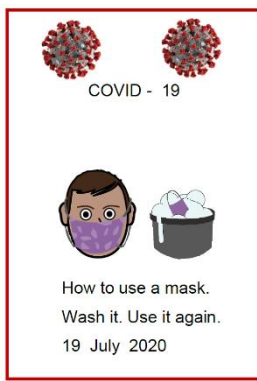 COVID - 19
How to use a mask.
Wash it. Use it again.
19 July 2020